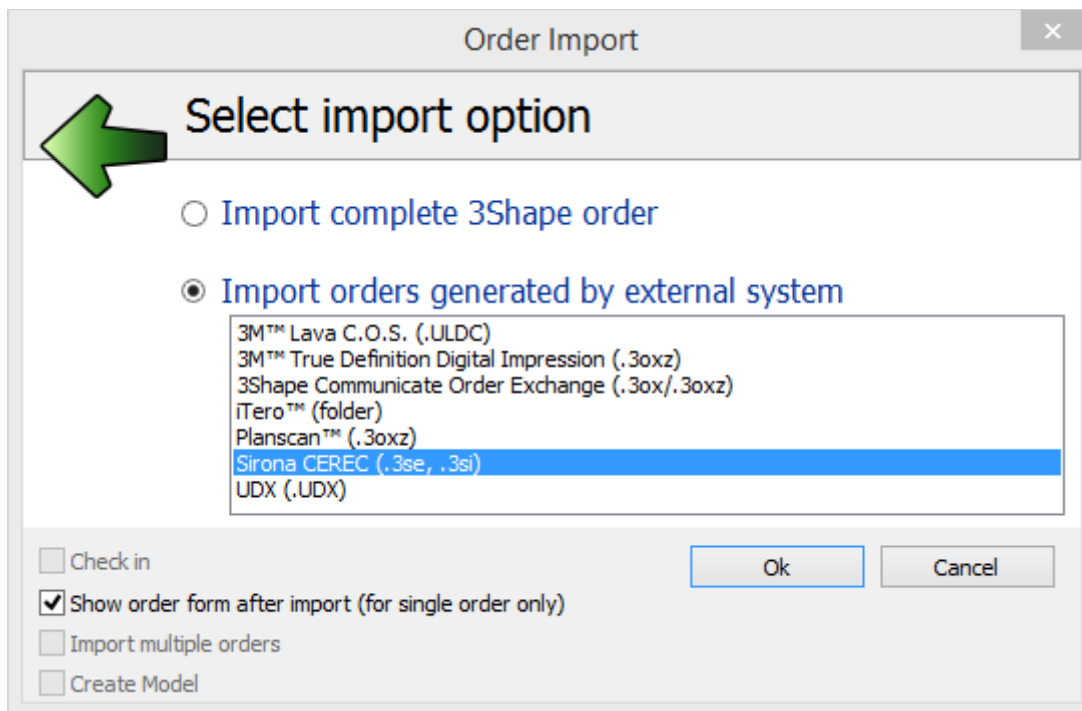 Order Import
Select import option
Import complete 3Shape order
Import orders generated by external system
3M™ Lava C.O.S. (.ULDC)
3M™ True Definition Digital Impression (.3oxz)
3Shape Communicate Order Exchange (.3ox/.3oxz)
iTero™ (folder)
Planscan™ (.3oxz)
Sirona CEREC (.3se, .3si)
UDX (.UDX)
Check in
Ok Cancel
Show order form after import (for single order only)
Import multiple orders
Create Model